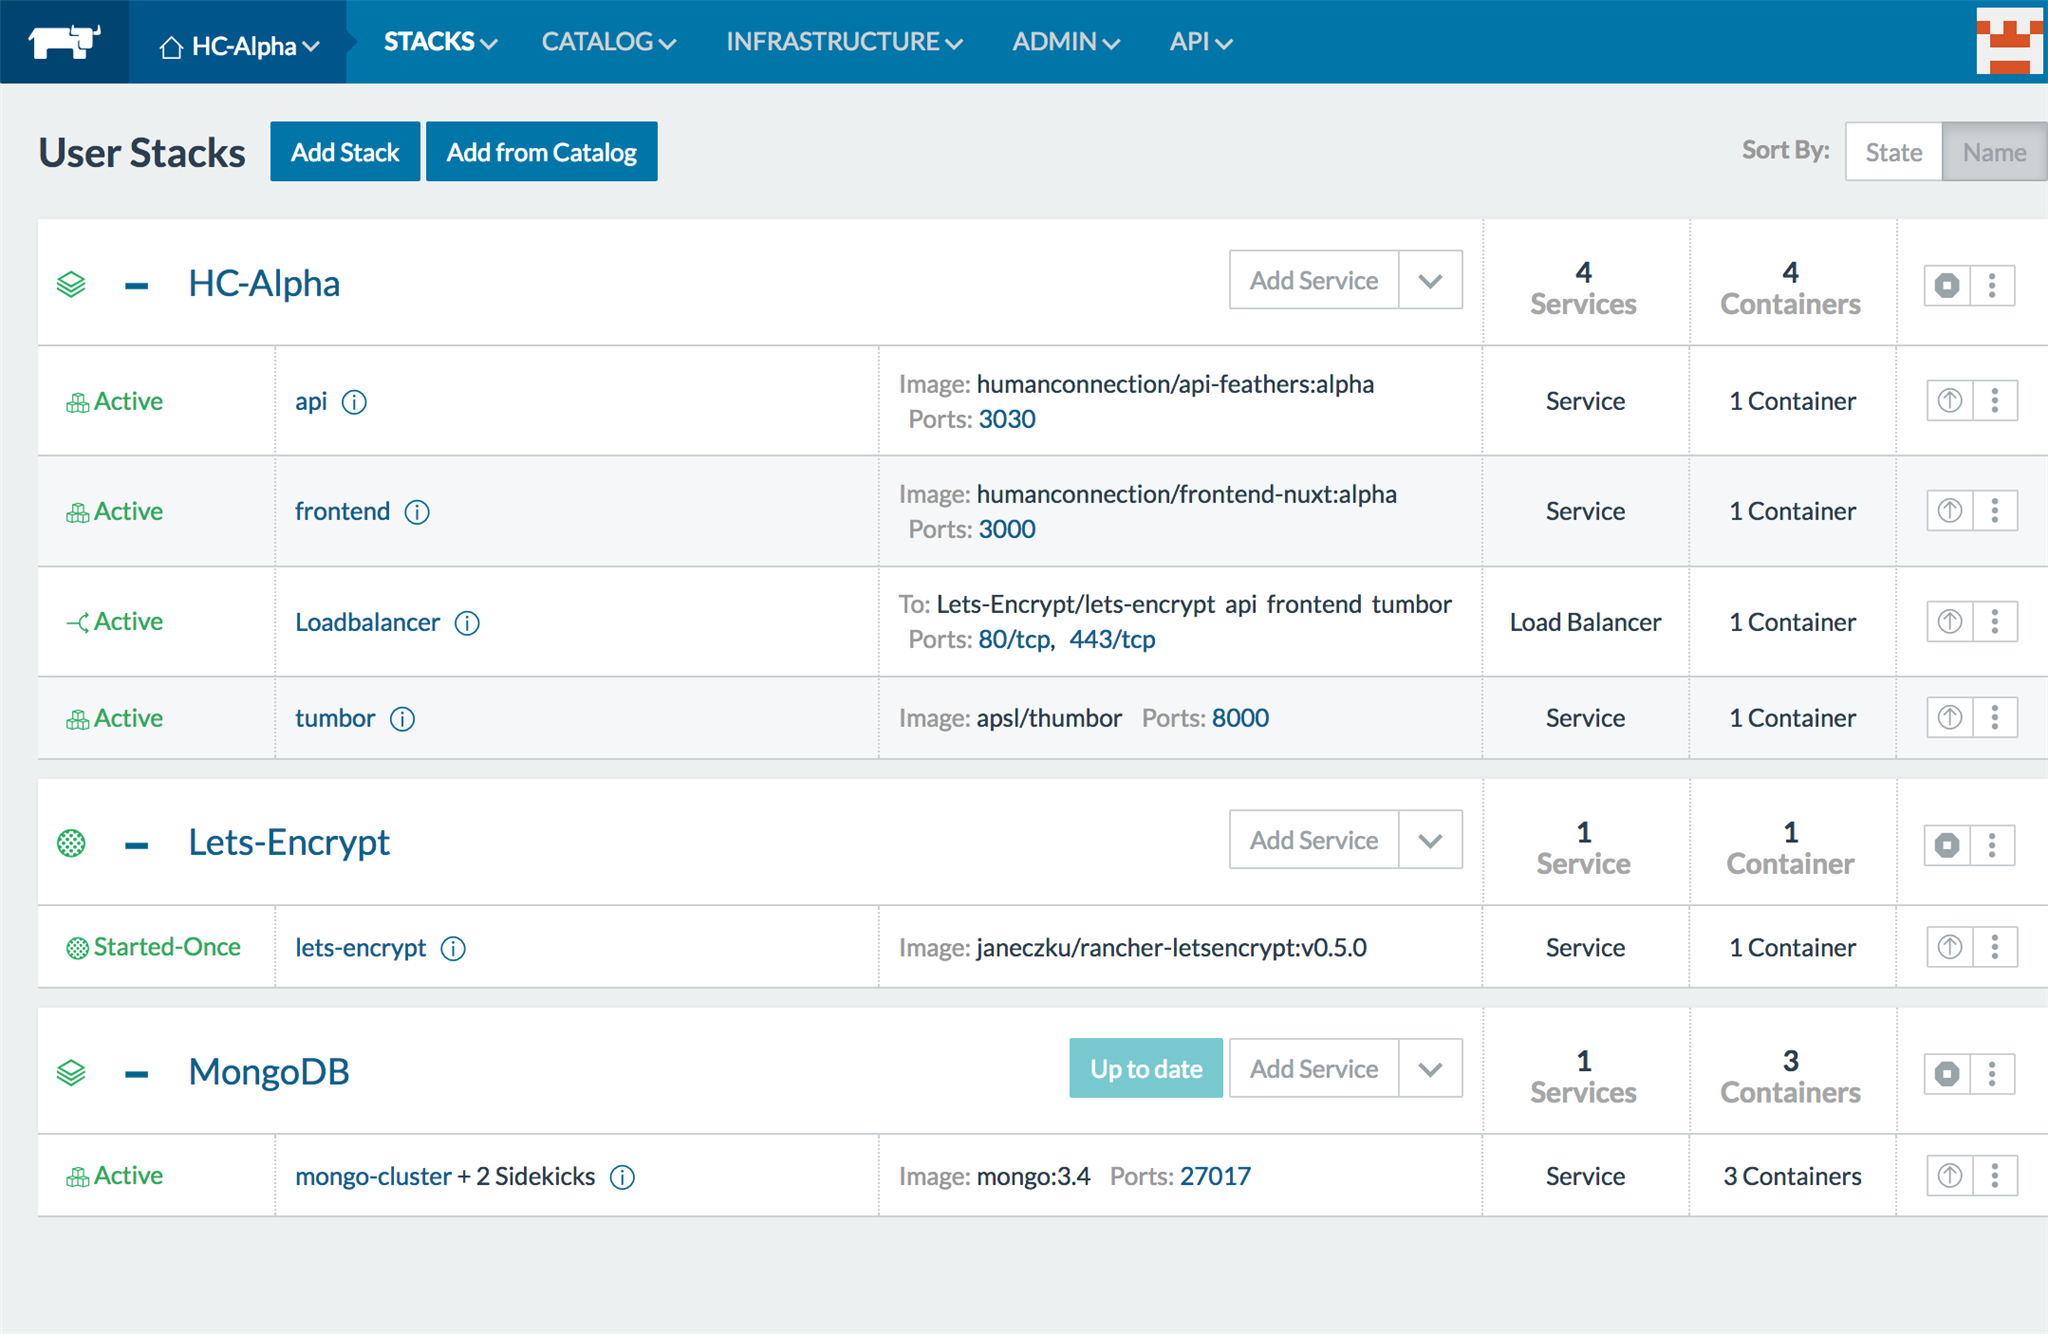 HC-Alpha STACKS CATALOG INFRASTRUCTURE ADMIN API
User Stacks Add Stack Add from Catalog Sort By: State Name
HC-Alpha Add Service 4 Services 4 Containers
Active api Image: humanconnection/api-feathers:alpha Service 1 Container
Ports: 3030
Active frontend Image: humanconnection/frontend-nuxt:alpha Service 1 Container
Ports: 3000
Active Loadbalancer To: Lets-Encrypt/lets-encrypt api frontend tumbor Load Balancer 1 Container
Ports: 80/tcp, 443/tcp
Active tumbor Image: apsl/thumbor Ports: 8000 Service 1 Container
Lets-Encrypt Add Service 1 Service 1 Container
Started-Once lets-encrypt Image: janeczku/rancher-letsencrypt:v0.5.0 Service 1 Container
MongoDB Up to date Add Service 1 Services 3 Containers
Active mongo-cluster + 2 Sidekicks Image: mongo:3.4 Ports: 27017 Service 3 Containers